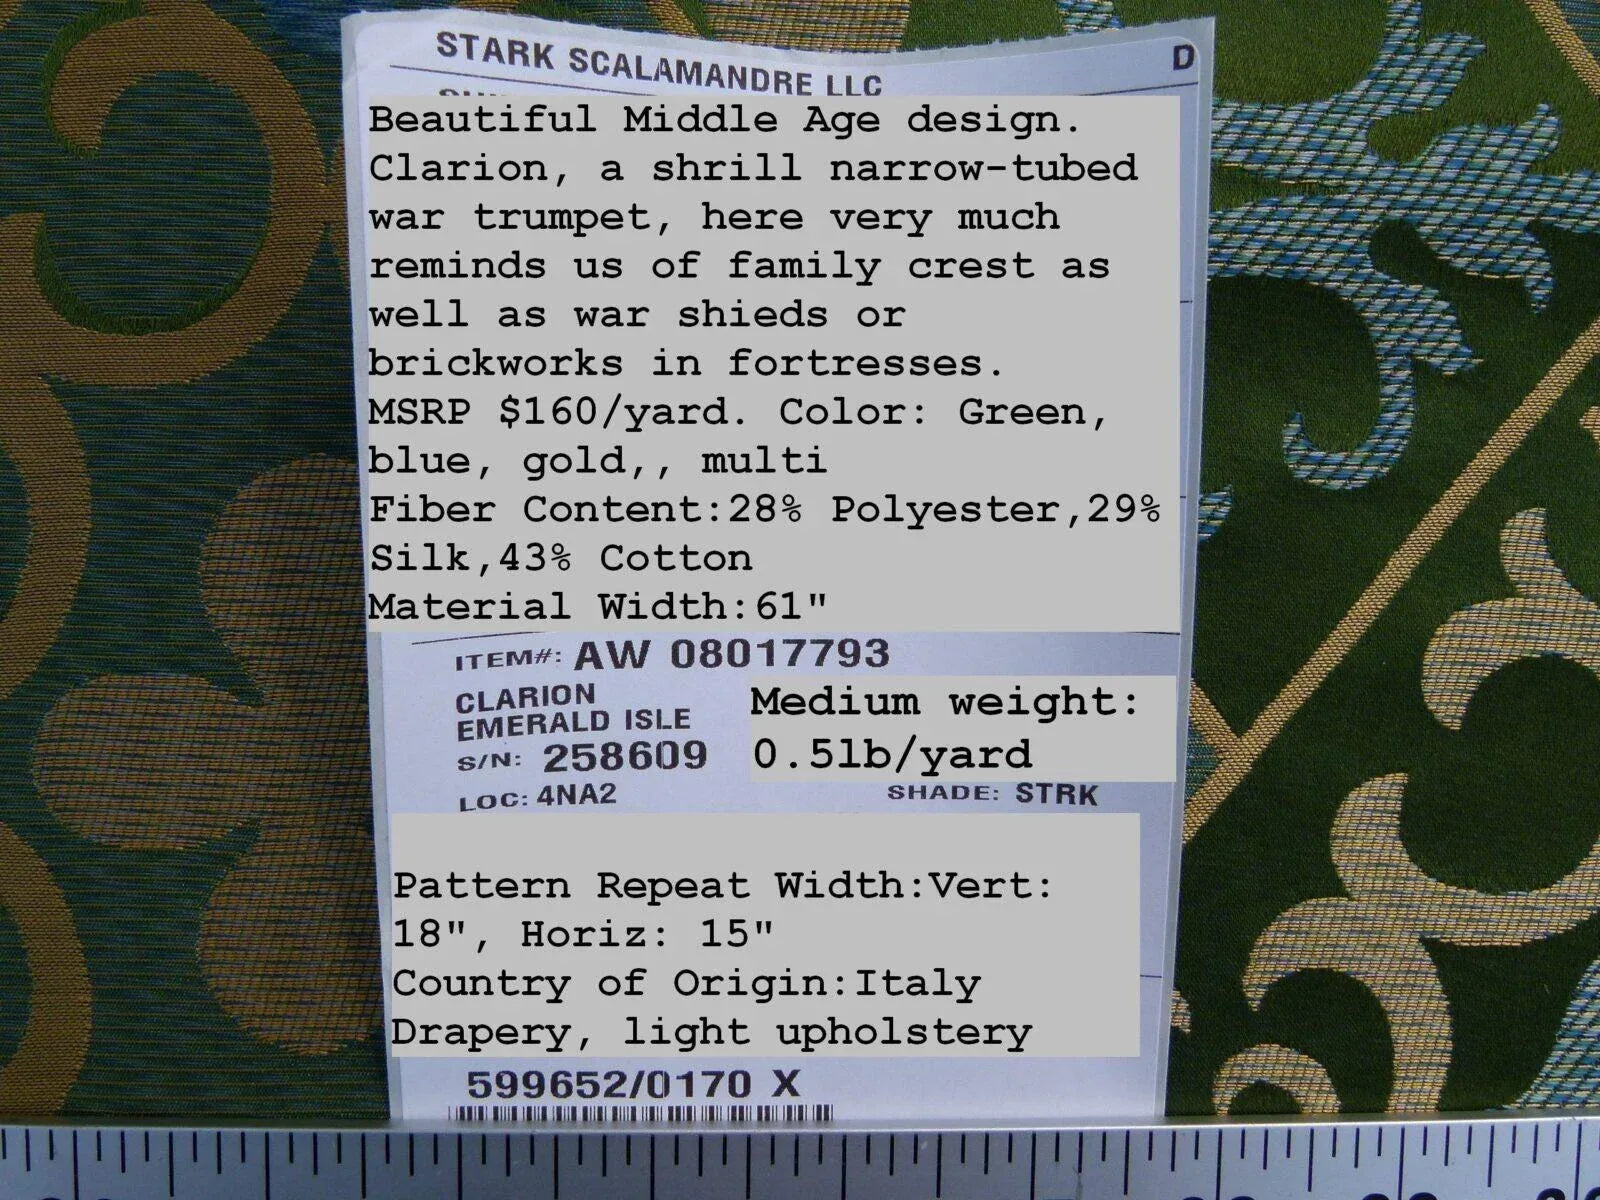 STARK SCALAMANDRE LLC
D
Beautiful Middle Age design.
Clarion, a shrill narrow-tubed
war trumpet, here very much
reminds us of family crest as
well as war shieds or
brickworks in fortresses.
MSRP $160/yard. Color: Green,
blue, gold,, multi
Fiber Content:28% Polyester,29%
Silk,43% Cotton
Material Width:61"
ITEM#: AW 08017793
CLARION
EMERALD ISLE
S/N: 258609
Medium weight:
0.5lb/yard
LOC: 4NA2
SHADE: STRK
Pattern Repeat Width:Vert:
18", Horiz: 15"
Country of Origin:Italy
Drapery, light upholstery
599652/0170 X